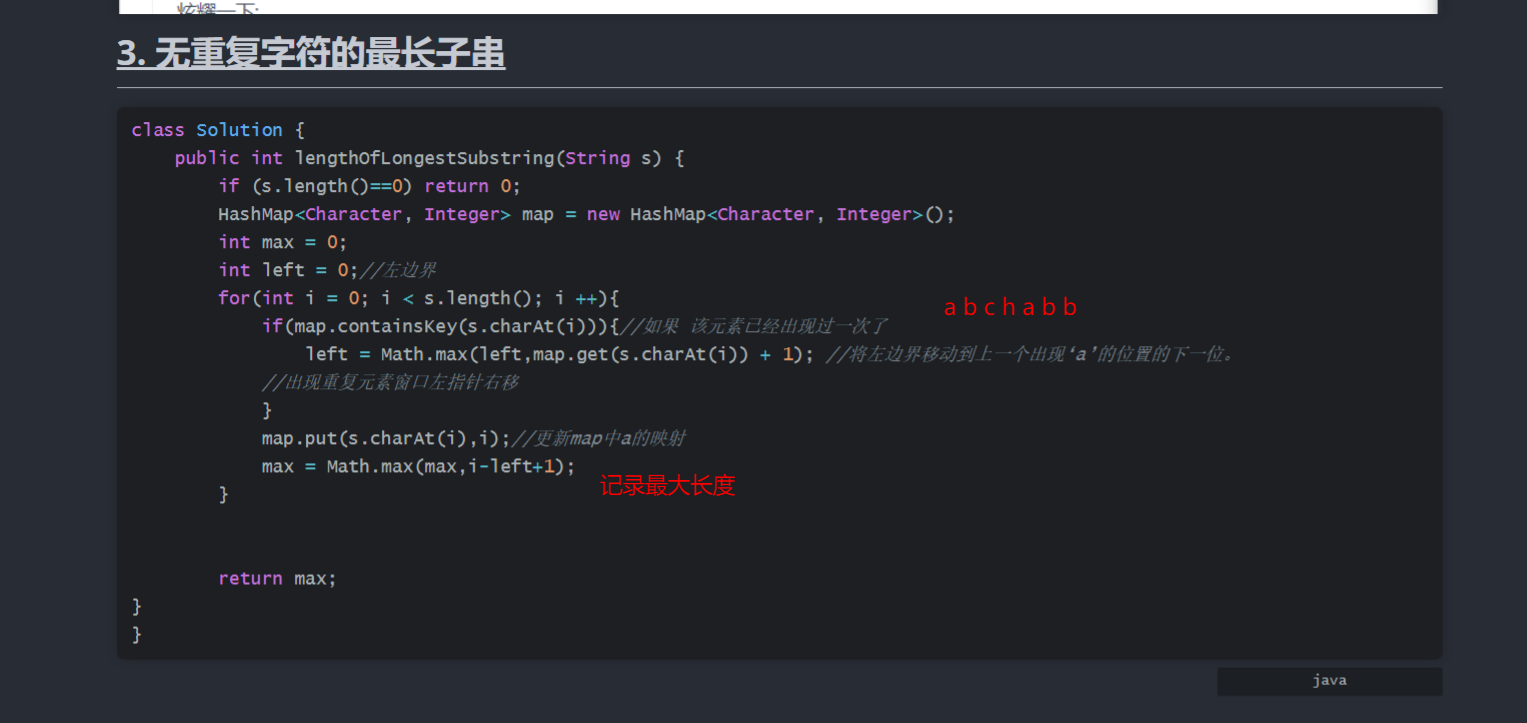 炫耀一下:
3. 无重复字符的最长子串
class Solution {
    public int lengthOfLongestSubstring(String s) {
        if (s.length()==0) return 0;
        HashMap<Character, Integer> map = new HashMap<Character, Integer>();
        int max = 0;
        int left = 0;//左边界
        for(int i = 0; i < s.length(); i ++){
a b c h a b b
            if(map.containsKey(s.charAt(i))){//如果 该元素已经出现过一次了
                left = Math.max(left,map.get(s.charAt(i)) + 1); //将左边界移动到上一个出现‘a’的位置的下一位。
            //出现重复元素窗口左指针右移
            }
            map.put(s.charAt(i),i);//更新map中a的映射
            max = Math.max(max,i-left+1);
记录最大长度
        }
        return max;
}
}
java